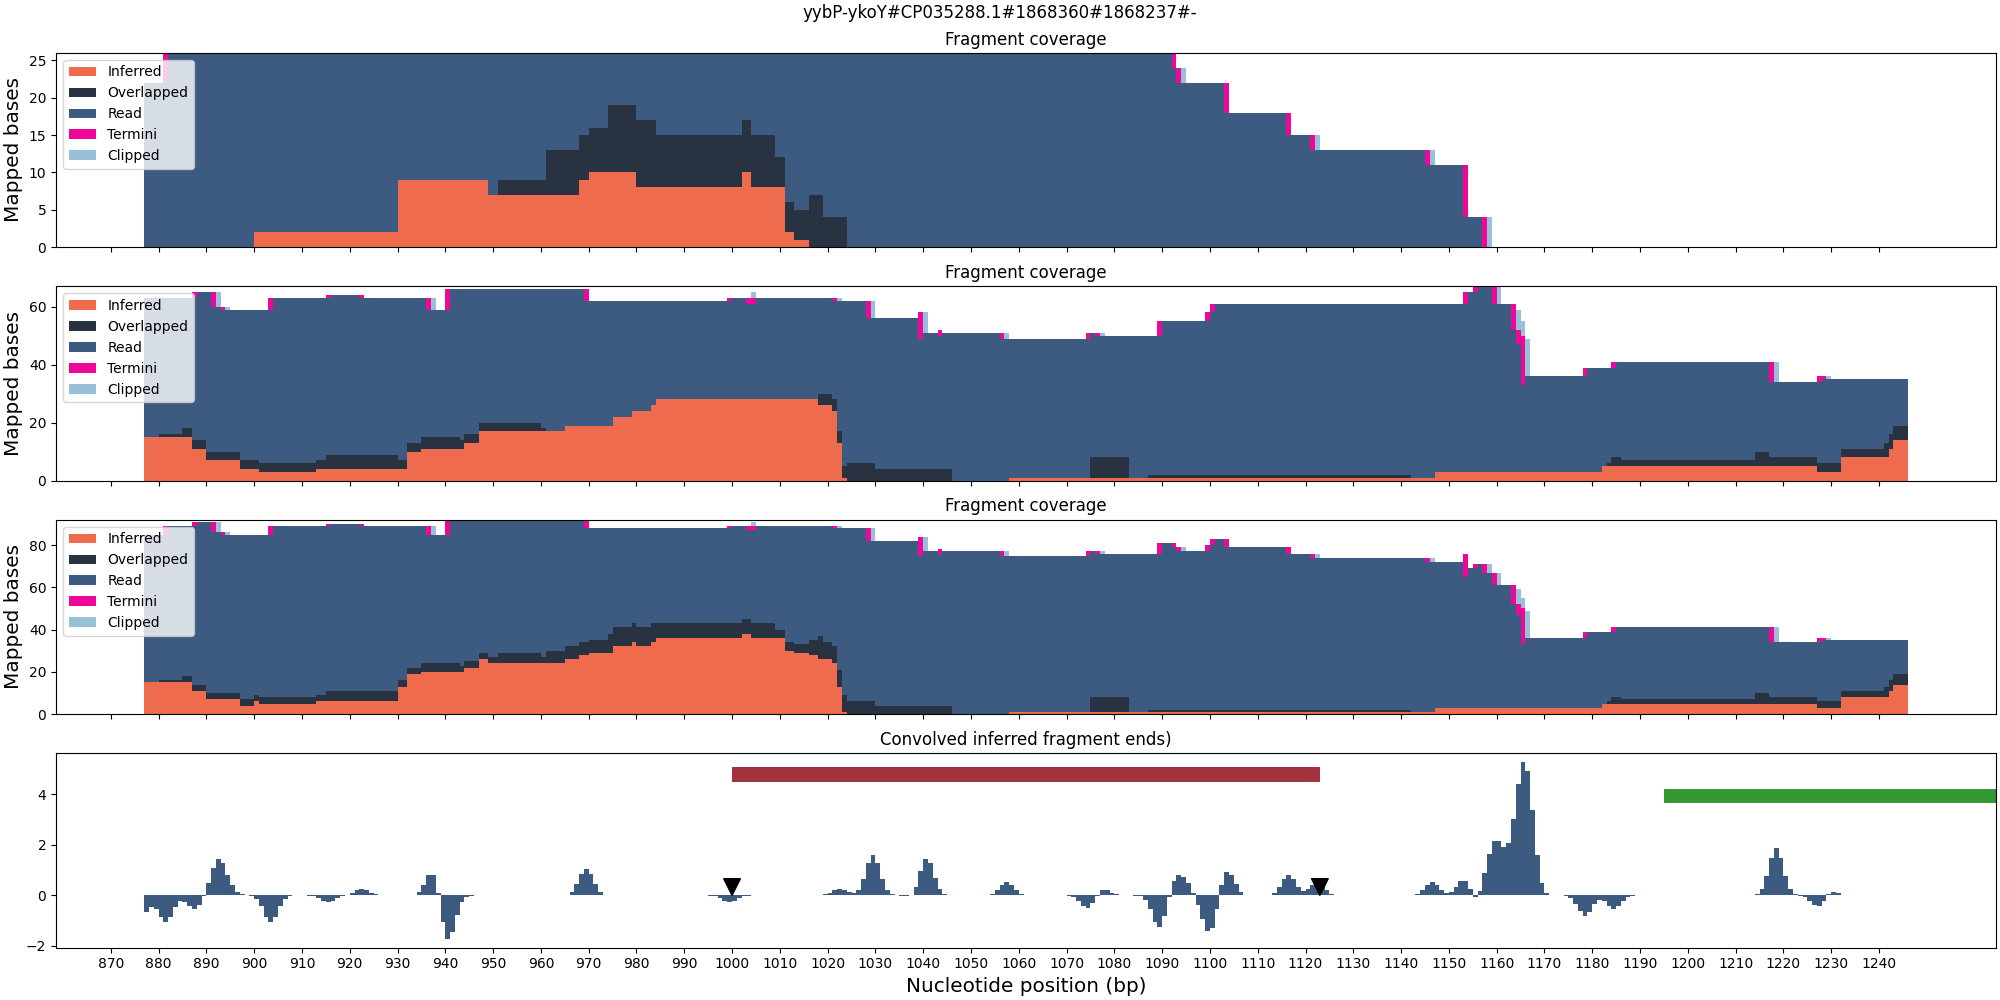 yybP-ykoY#CP035288.1#1868360#1868237#-
Fragment coverage
Mapped bases
25
20
15
10
5
0
Inferred
Overlapped
Read
Termini
Clipped
Fragment coverage
Mapped bases
60
40
20
0
Inferred
Overlapped
Read
Termini
Clipped
Fragment coverage
Mapped bases
80
60
40
20
0
Inferred
Overlapped
Read
Termini
Clipped
Convolved inferred fragment ends)
4
2
0
−2
870 880 890 900 910 920 930 940 950 960 970 980 990 1000 1010 1020 1030 1040 1050 1060 1070 1080 1090 1100 1110 1120 1130 1140 1150 1160 1170 1180 1190 1200 1210 1220 1230 1240
Nucleotide position (bp)